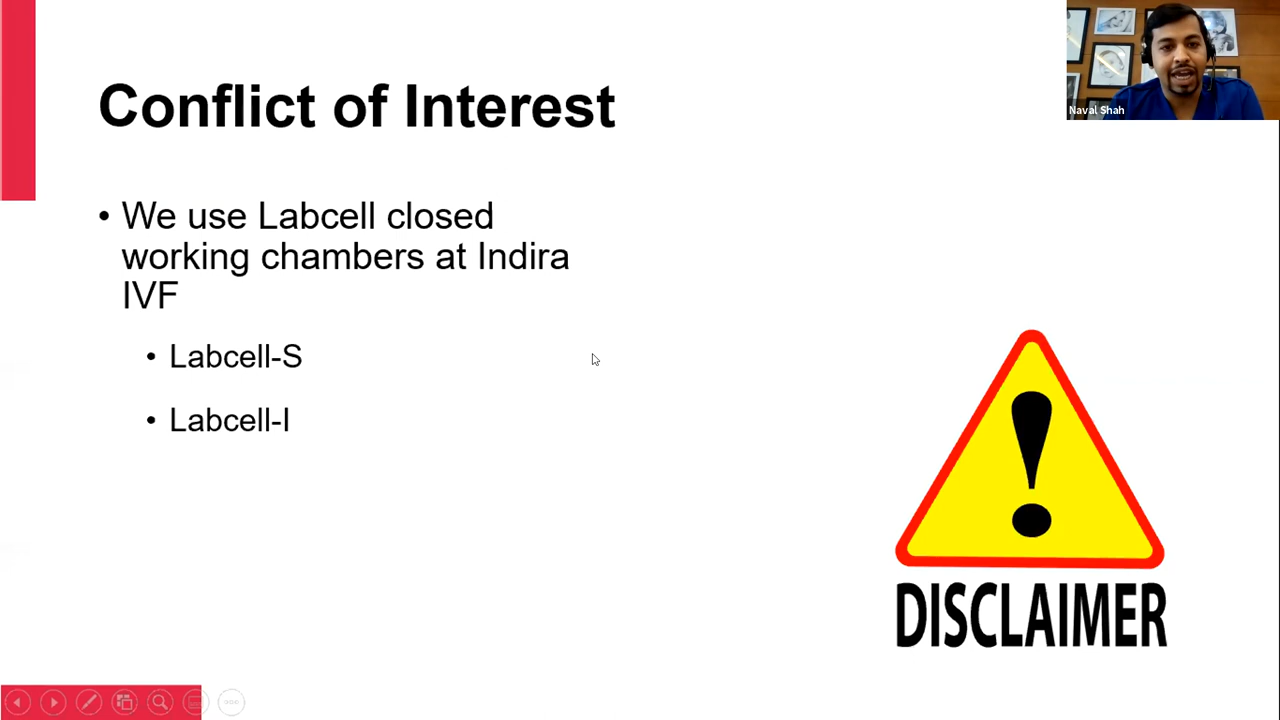 Conflict of Interest
Naval Shah
• We use Labcell closed
working chambers at Indira
IVF
• Labcell-S
• Labcell-I
DISCLAIMER